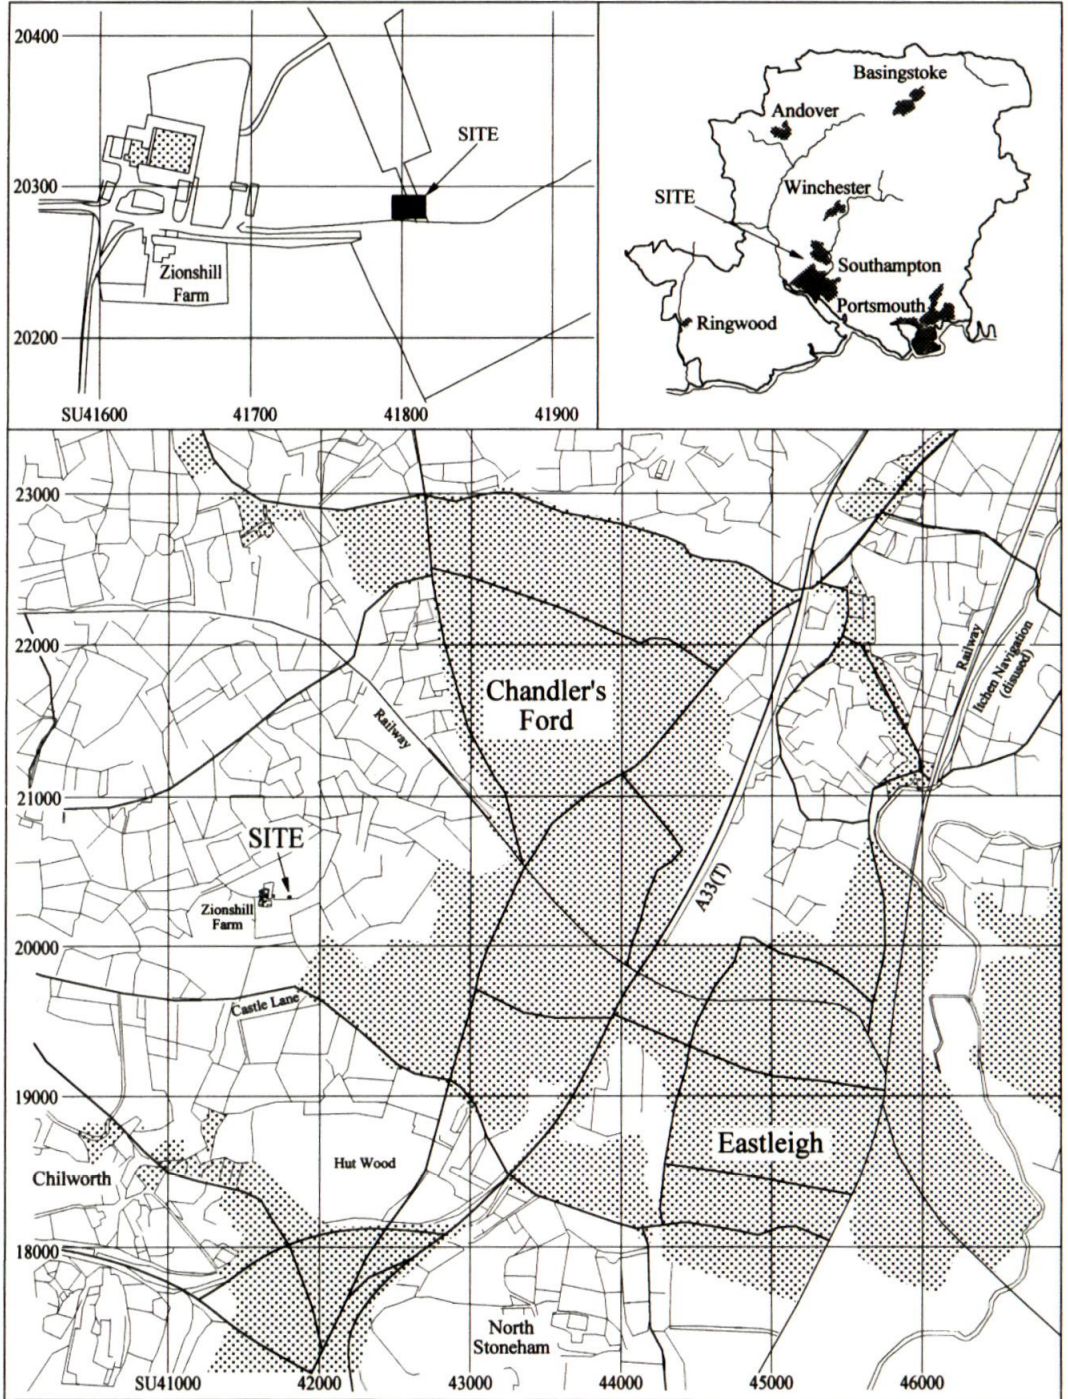 20400
SITE
20300
Zionshill
Farm
20200
SU41600
41700
41800
41900
Basingstoke
Andover
Winchester
SITE
Southampton
Portsmouth
Ringwood
23000
22000
Railway
Itchen Navigation
(disused)
Chandler's
Ford
Railway
21000
SITE
A33(T)
Zionshill
Farm
20000
Castle Lane
19000
Eastleigh
Hut Wood
Chilworth
18000
North
Stoneham
SU41000
42000
43000
44000
45000
46000